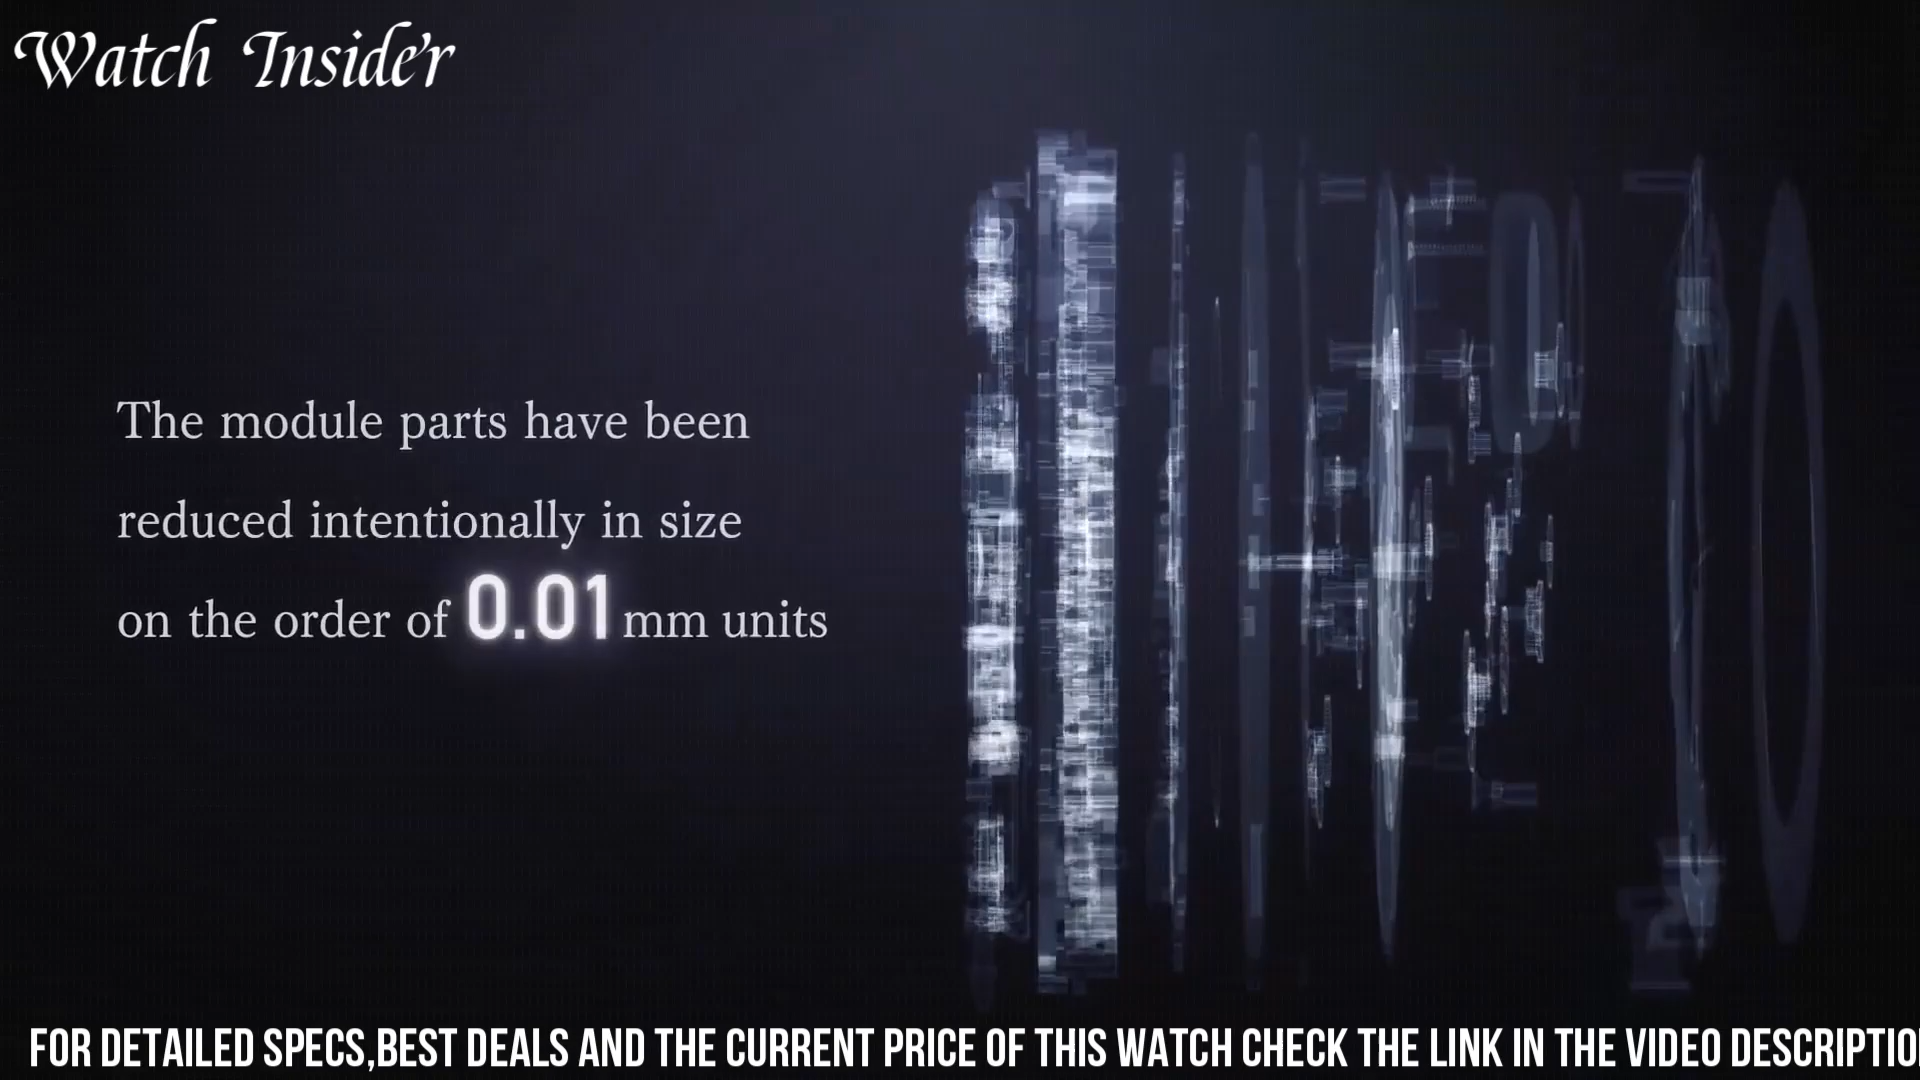 Watch Insider
The module parts have been
reduced intentionally in size
on the order of 0.01 mm units
FOR DETAILED SPECS,BEST DEALS AND THE CURRENT PRICE OF THIS WATCH CHECK THE LINK IN THE VIDEO DESCRIPTIO